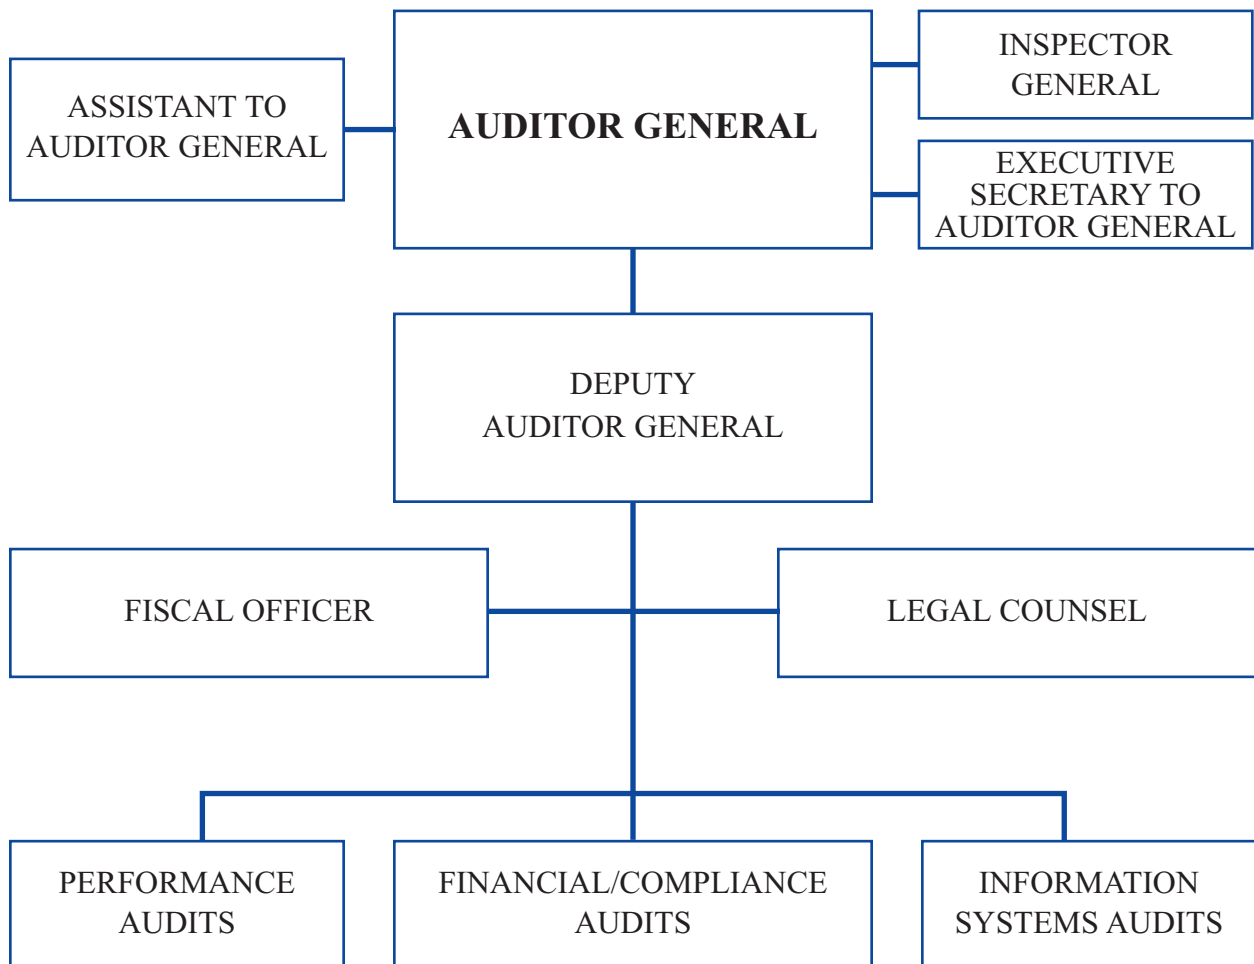 ASSISTANT TO
AUDITOR GENERAL
AUDITOR GENERAL
INSPECTOR
GENERAL
EXECUTIVE
SECRETARY TO
AUDITOR GENERAL
DEPUTY
AUDITOR GENERAL
FISCAL OFFICER
LEGAL COUNSEL
PERFORMANCE
AUDITS
FINANCIAL/COMPLIANCE
AUDITS
INFORMATION
SYSTEMS AUDITS